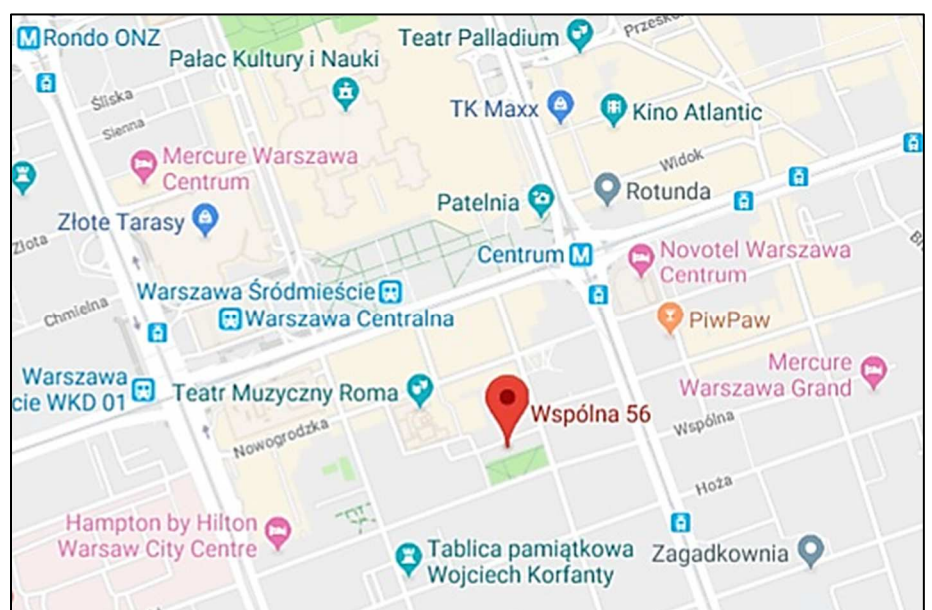 Rondo ONZ
Teatr Palladium
Pałac Kultury i Nauki
Śliska
TK Maxx
Kino Atlantic
Sienna
Mercure Warszawa
Centrum
Widok
Rotunda
Patelnia
Złote Tarasy
Złota
Centrum
Novotel Warszawa
Centrum
Warszawa Śródmieście
Chmielna
Warszawa Centralna
PiwPaw
Mercure
Warszawa Grand
Warszawa
cie WKD 01
Teatr Muzyczny Roma
Wspólna 56
Wspólna
Nowogrodzka
Hoża
Hampton by Hilton
Warsaw City Centre
Tablica pamiątkowa
Wojciech Korfanty
Zagadkownia